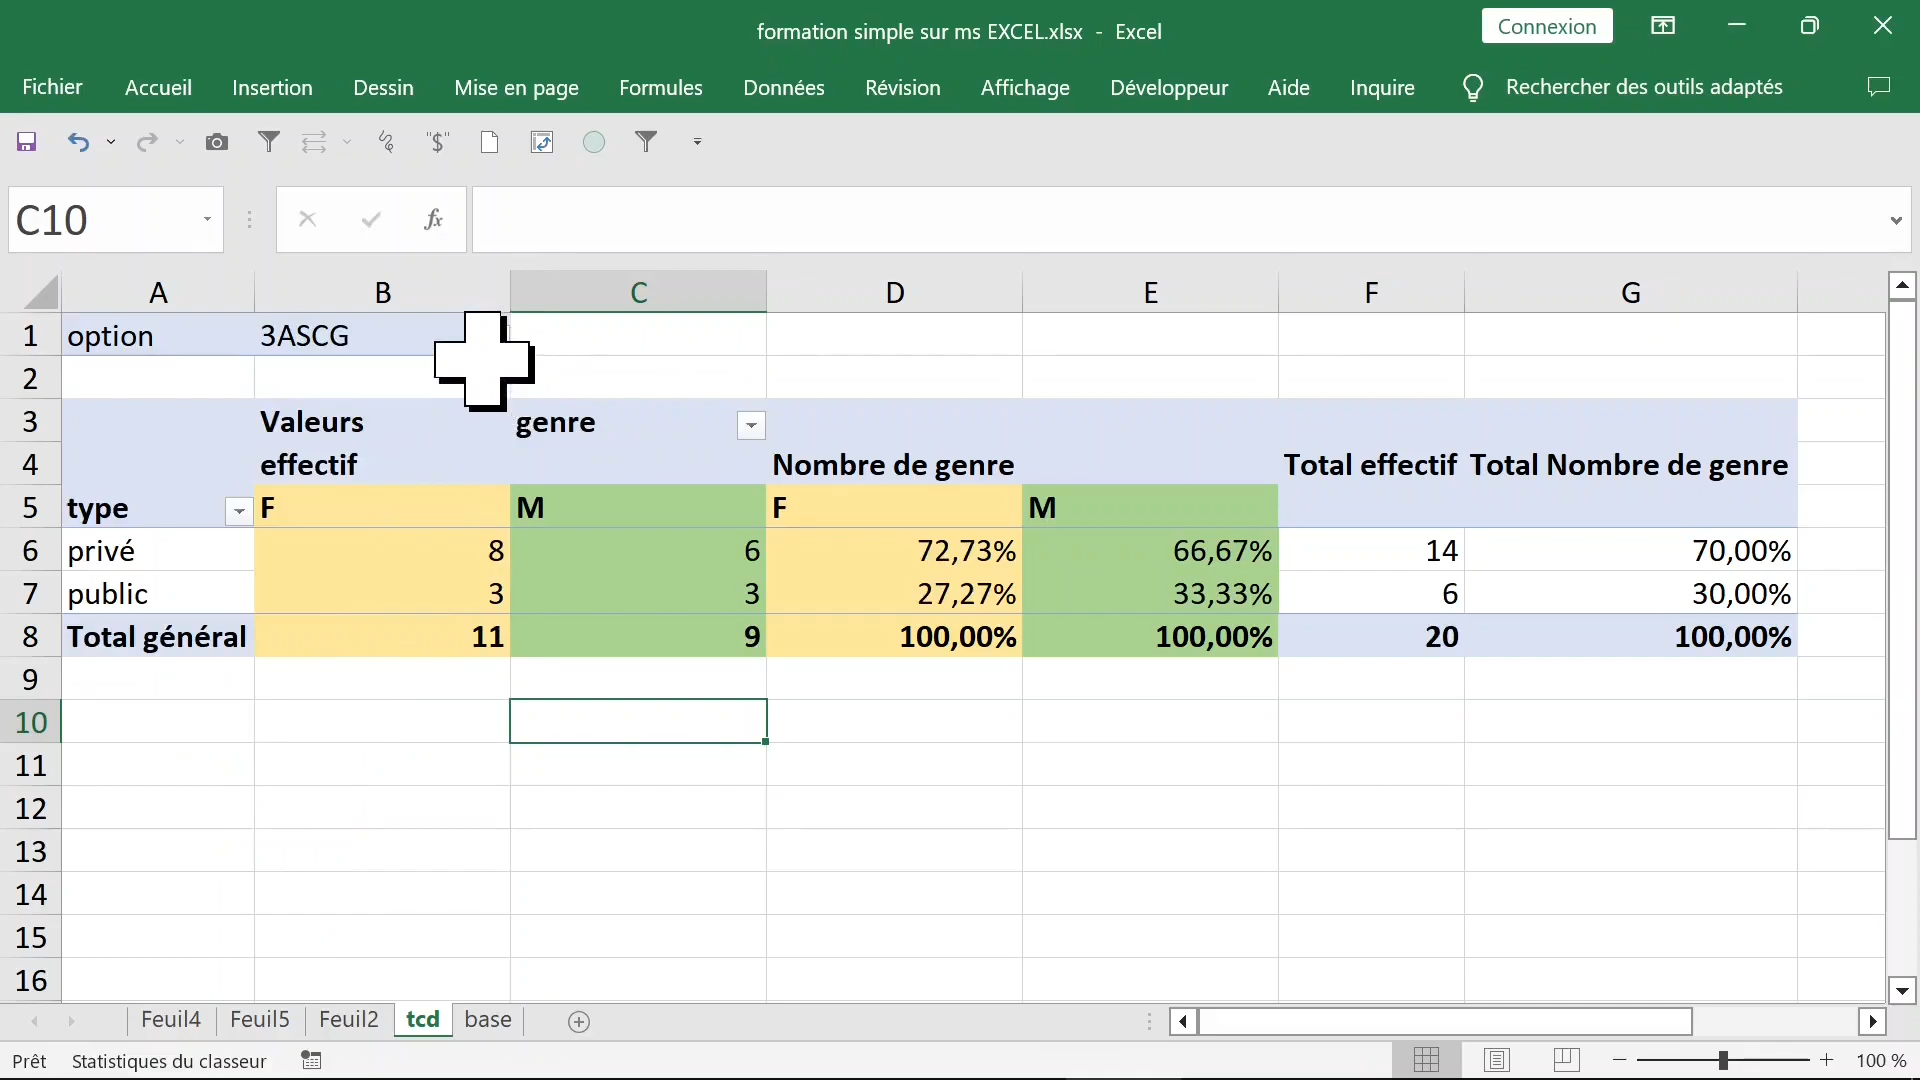 formation simple sur ms EXCEL.xlsx - Excel
Connexion
Fichier Accueil Insertion Dessin Mise en page Formules Données Révision Affichage Développeur Aide Inquire Rechercher des outils adaptés
"$"
C10 fx
A B C D E F G
1 option 3ASCG
2
3 Valeurs genre
4 effectif Nombre de genre Total effectif Total Nombre de genre
5 type F M F M
6 privé 8 6 72,73% 66,67% 14 70,00%
7 public 3 3 27,27% 33,33% 6 30,00%
8 Total général 11 9 100,00% 100,00% 20 100,00%
9
10
11
12
13
14
15
16
Feuil4 Feuil5 Feuil2 tcd base
Prêt Statistiques du classeur 100 %